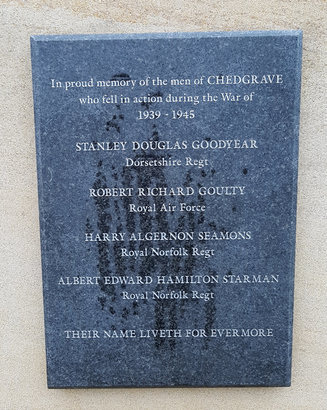 In proud memory of the men of CHEDGRAVE
who fell in action during the War of
1939 - 1945
STANLEY DOUGLAS GOODYEAR
Dorsetshire Regt
ROBERT RICHARD GOULTY
Royal Air Force
HARRY ALGERNON SEAMONS
Royal Norfolk Regt
ALBERT EDWARD HAMILTON STARMAN
Royal Norfolk Regt
THEIR NAME LIVETH FOR EVERMORE